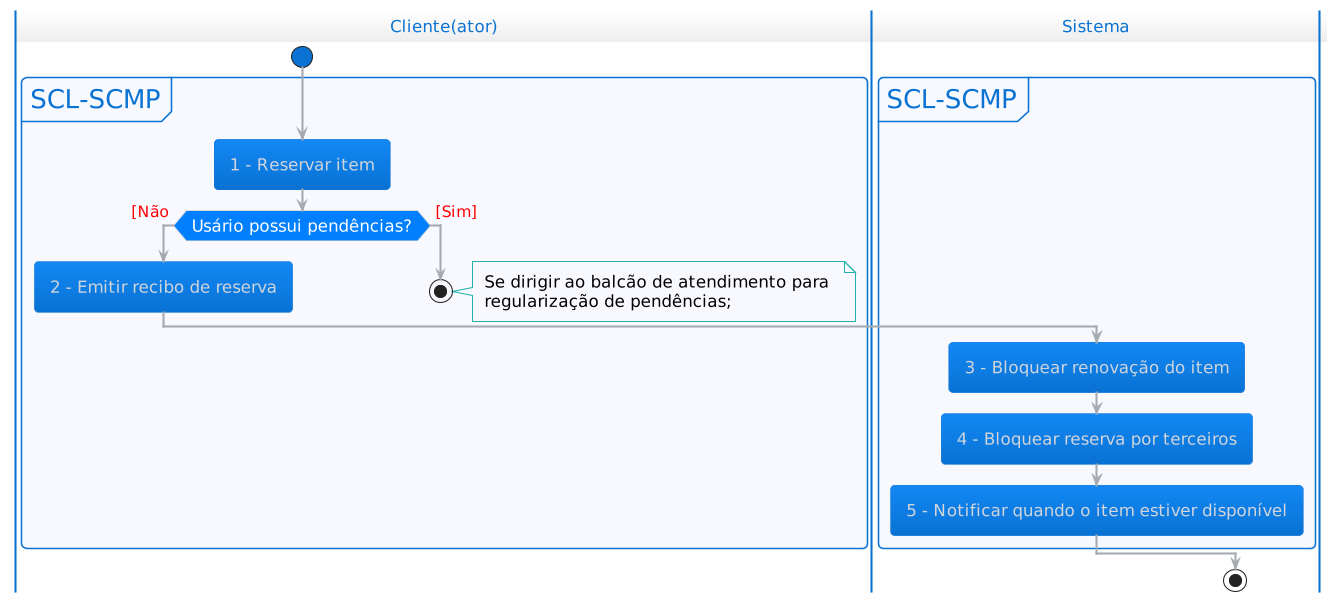 Cliente(ator)
Sistema
SCL-SCMP
SCL-SCMP
1 - Reservar item
[Não
Usário possui pendências?
[Sim]
2 - Emitir recibo de reserva
Se dirigir ao balcão de atendimento para
regularização de pendências;
3 - Bloquear renovação do item
4 - Bloquear reserva por terceiros
5 - Notificar quando o item estiver disponível